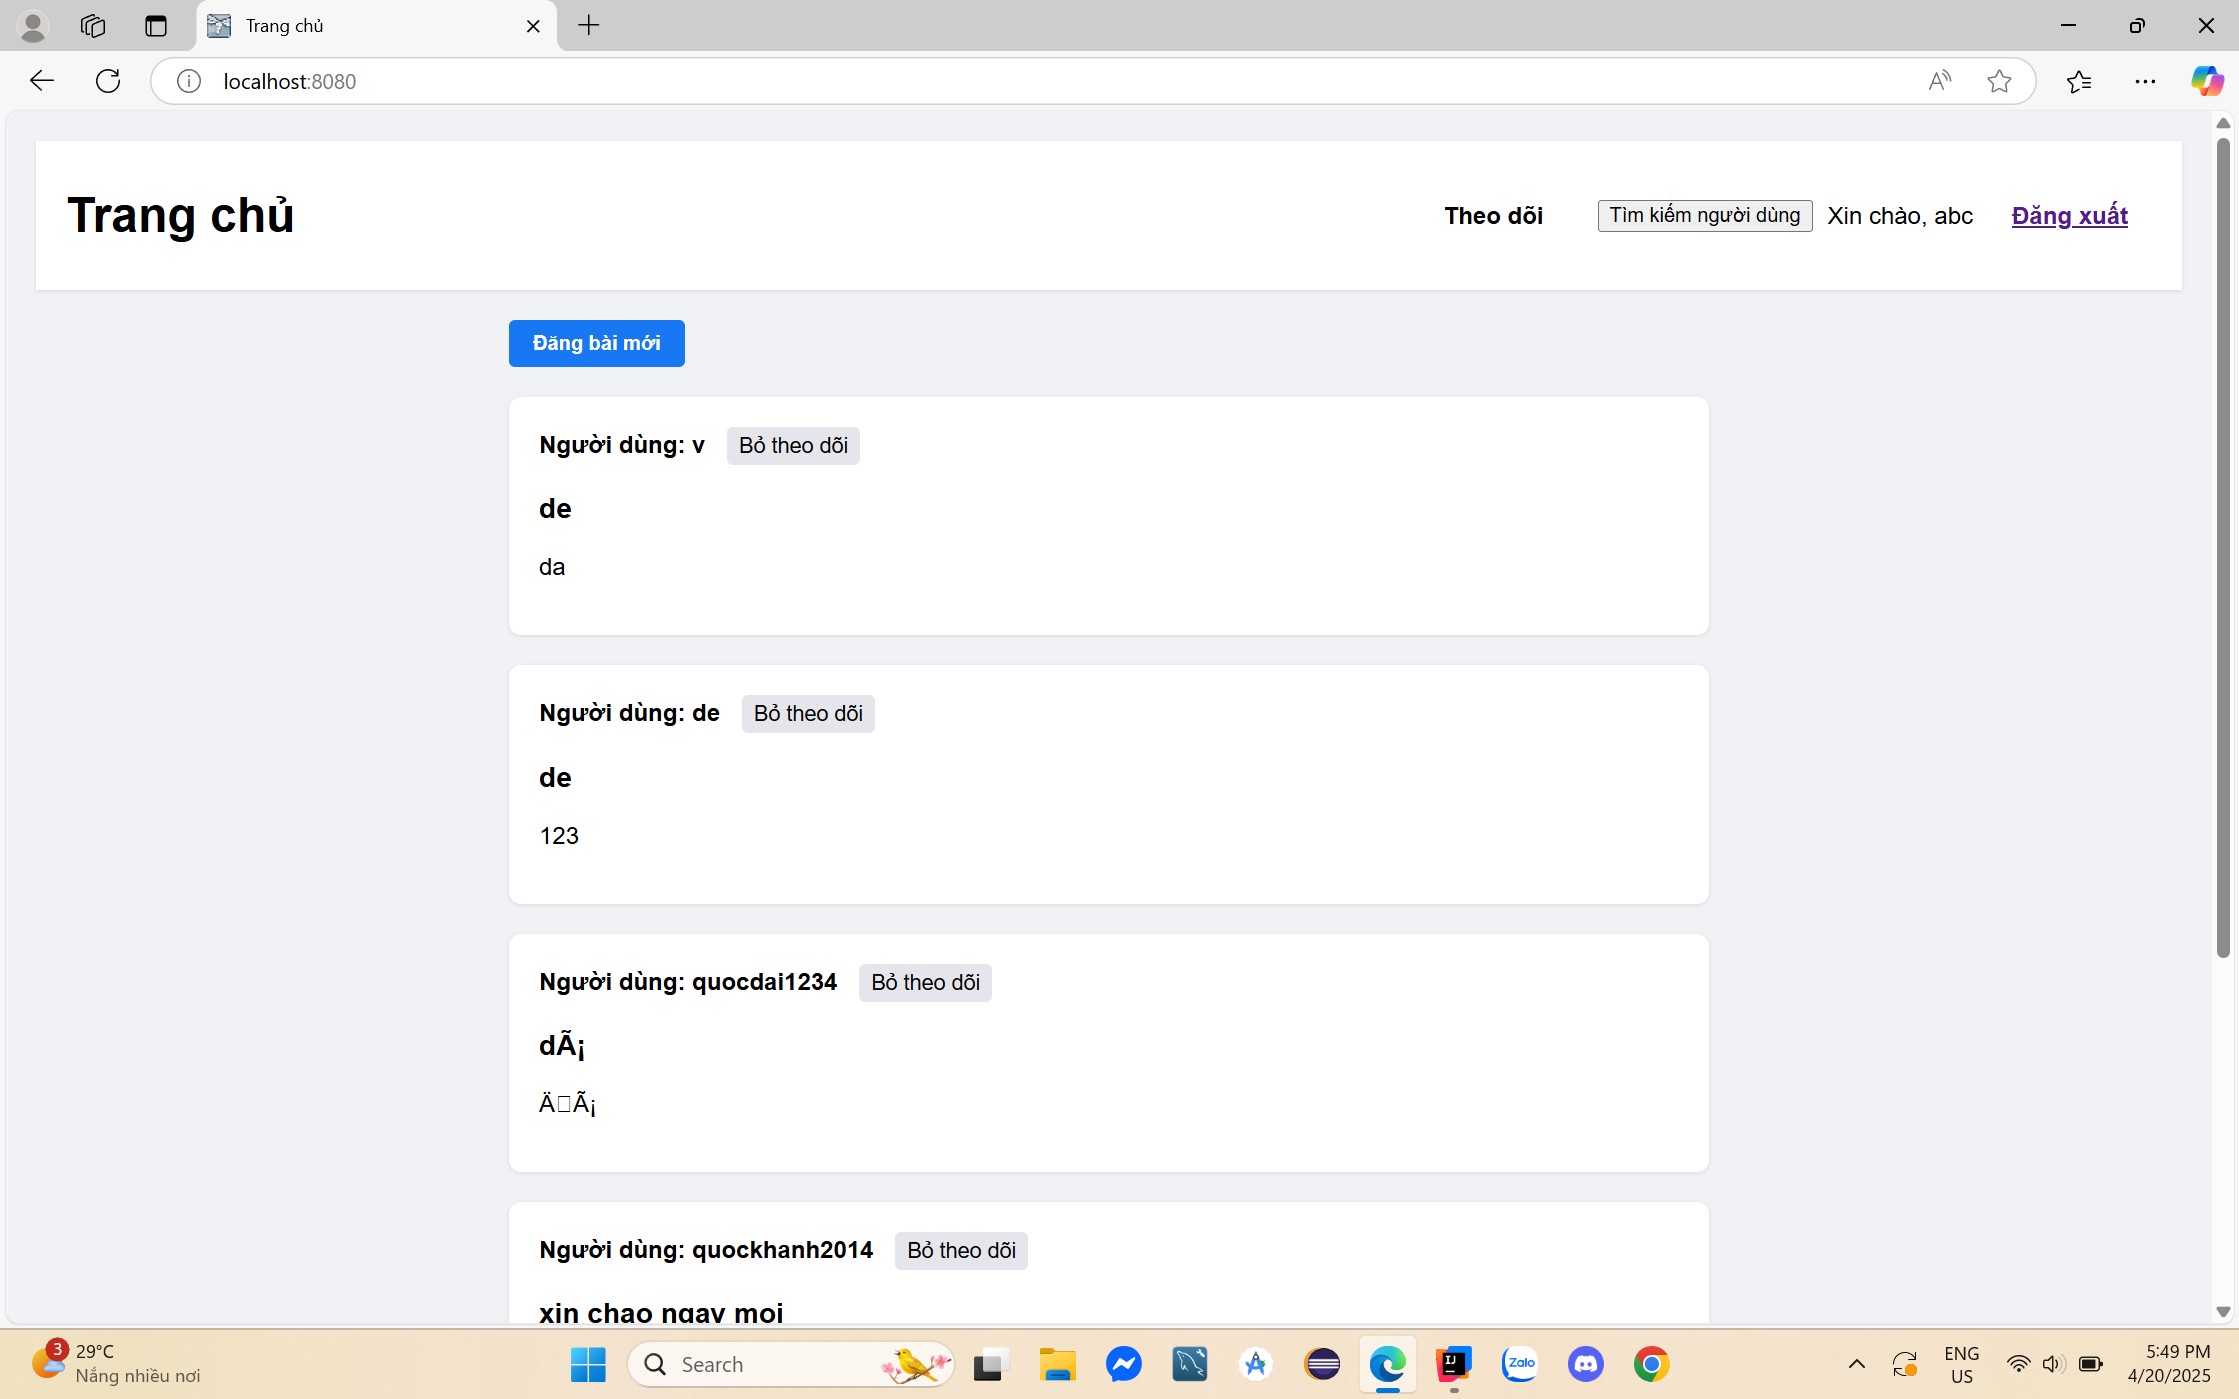 Trang chủ
localhost:8080
Trang chủ
Theo dõi Tìm kiếm người dùng Xin chào, abc Đăng xuất
Đăng bài mới
Người dùng: v Bỏ theo dõi
de
da
Người dùng: de Bỏ theo dõi
de
123
Người dùng: quocdai1234 Bỏ theo dõi
dÃ¡
Ä□Ã¡
Người dùng: quockhanh2014 Bỏ theo dõi
xin chao ngay moi
3
29°C
Nắng nhiều nơi
Search
Zalo
ENG
US
5:49 PM
4/20/2025